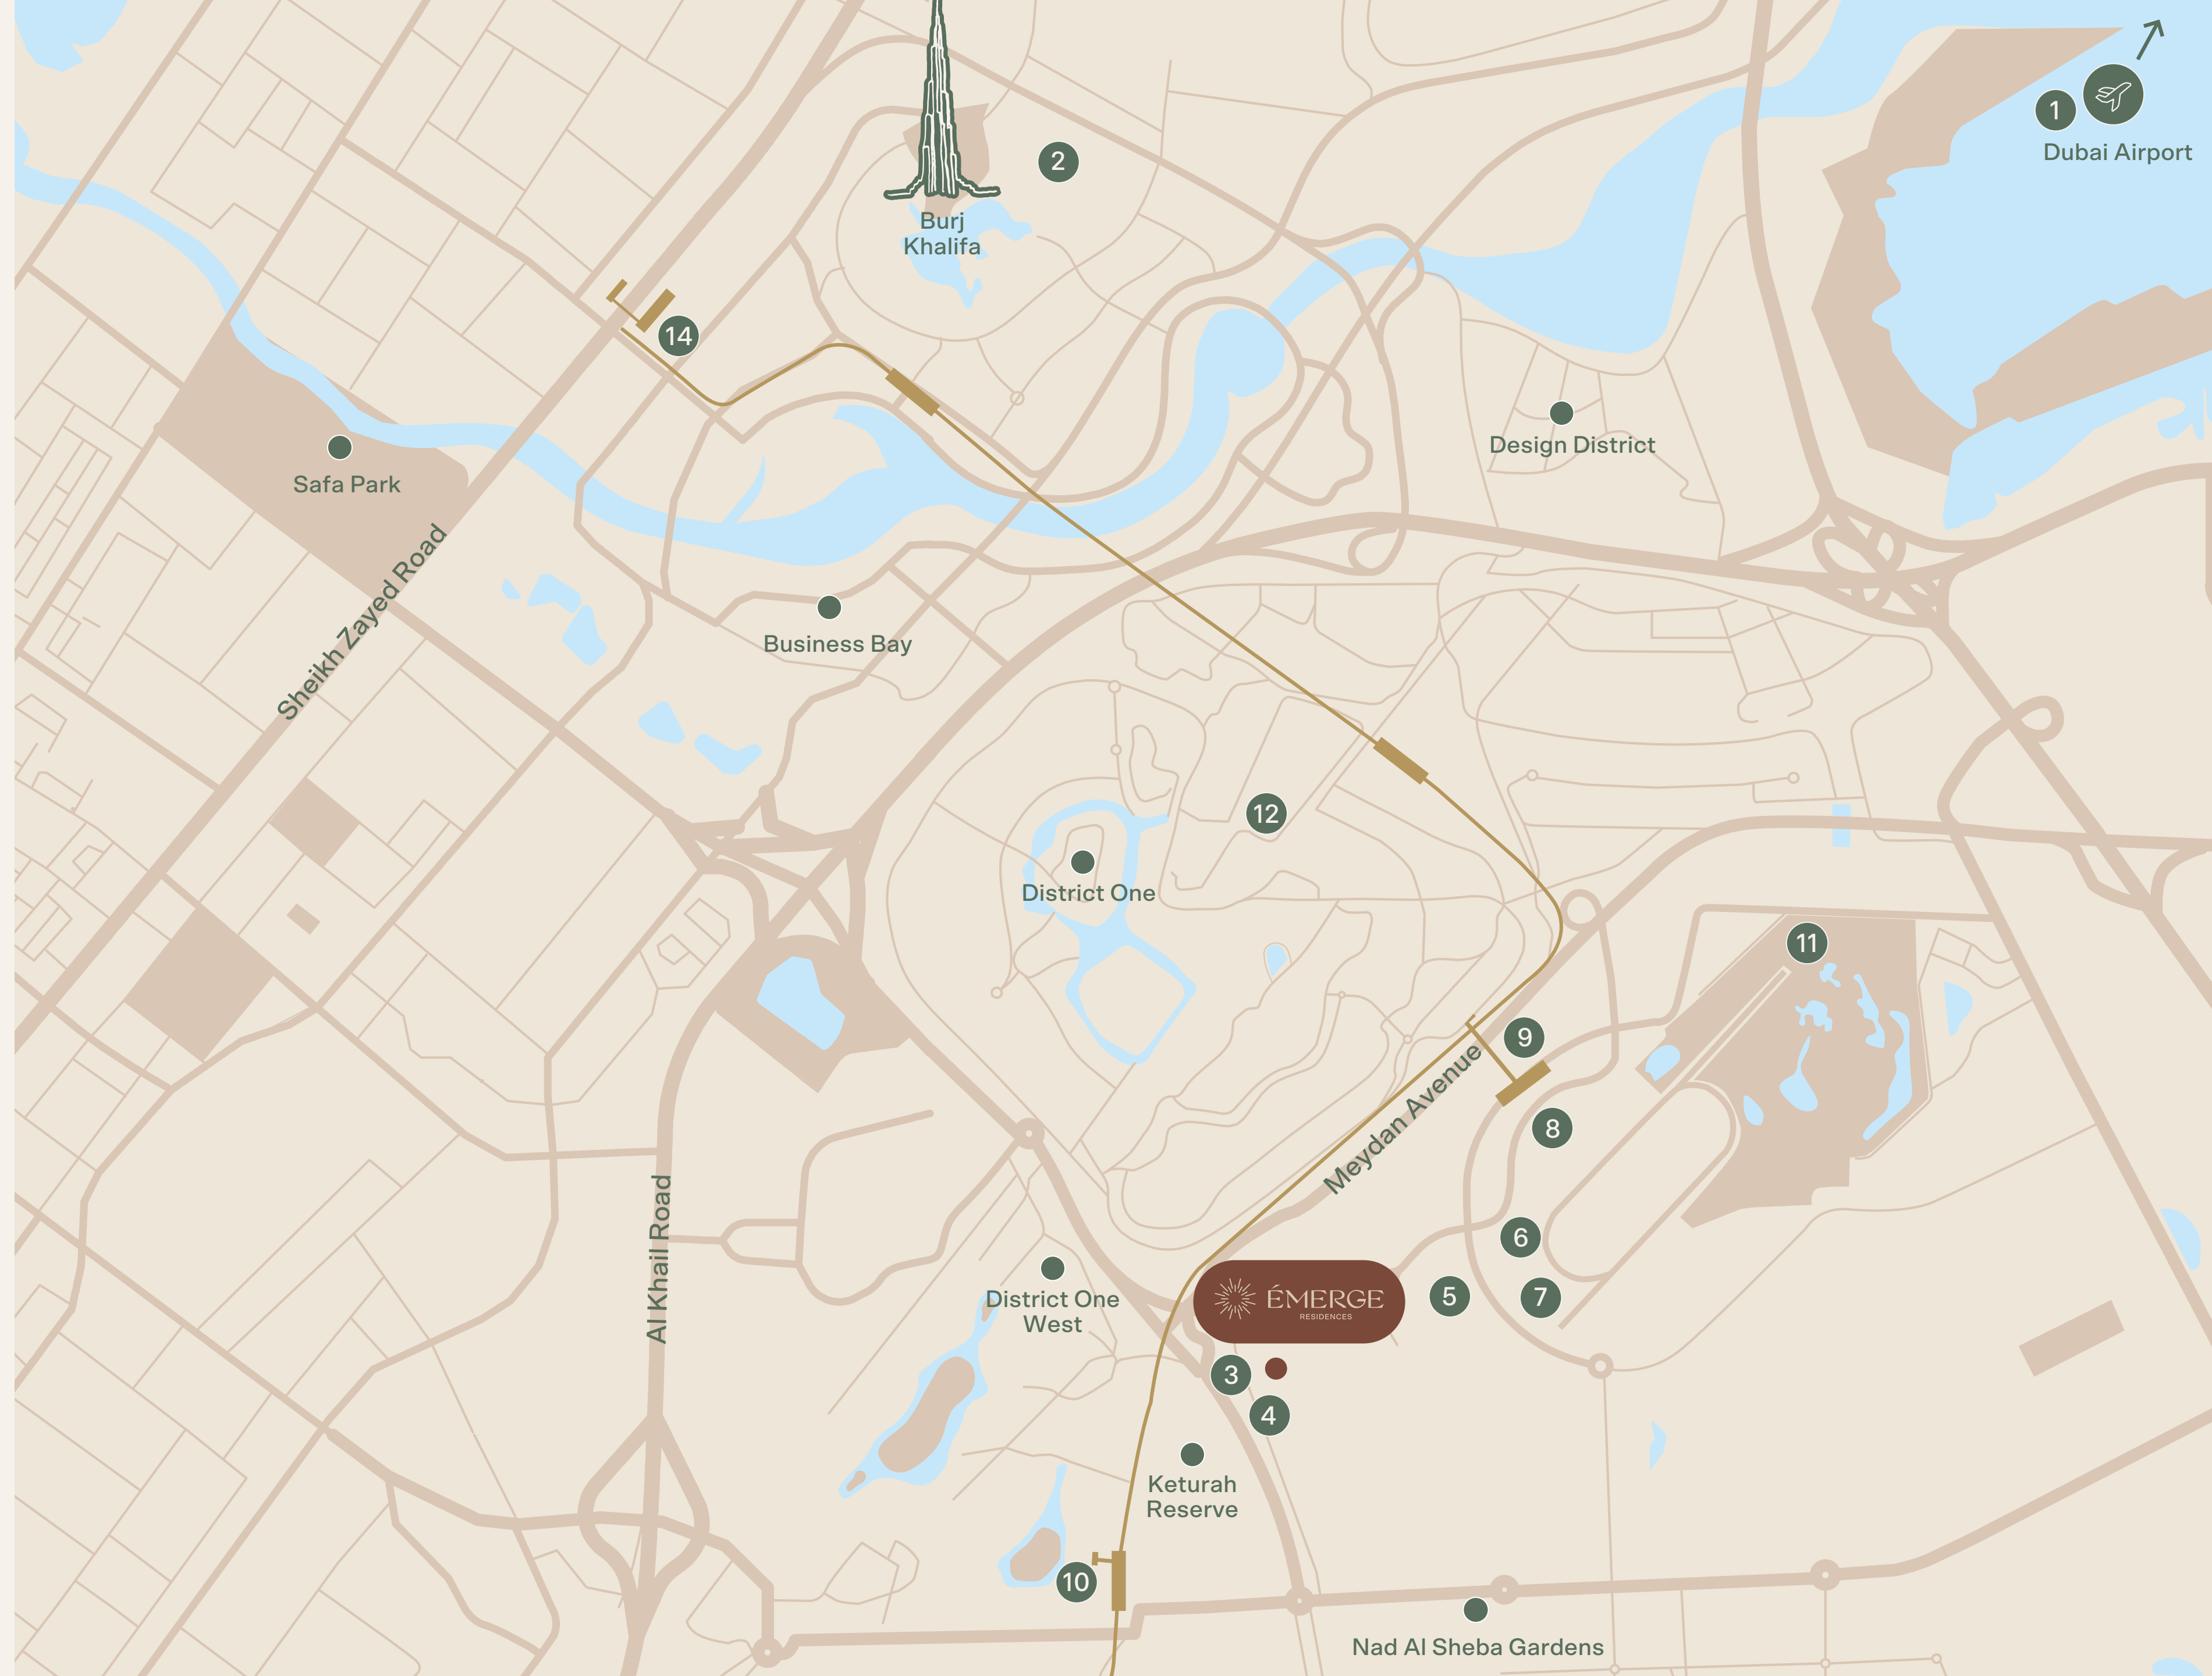 1
Dubai Airport
2
Burj
Khalifa
14
Design District
Safa Park
Sheikh Zayed Road
Business Bay
12
District One
11
9
Meydan Avenue
8
Al Khail Road
6
District One
West
ÉMERGE
RESIDENCES
5
7
3
4
Keturah
Reserve
10
Nad Al Sheba Gardens